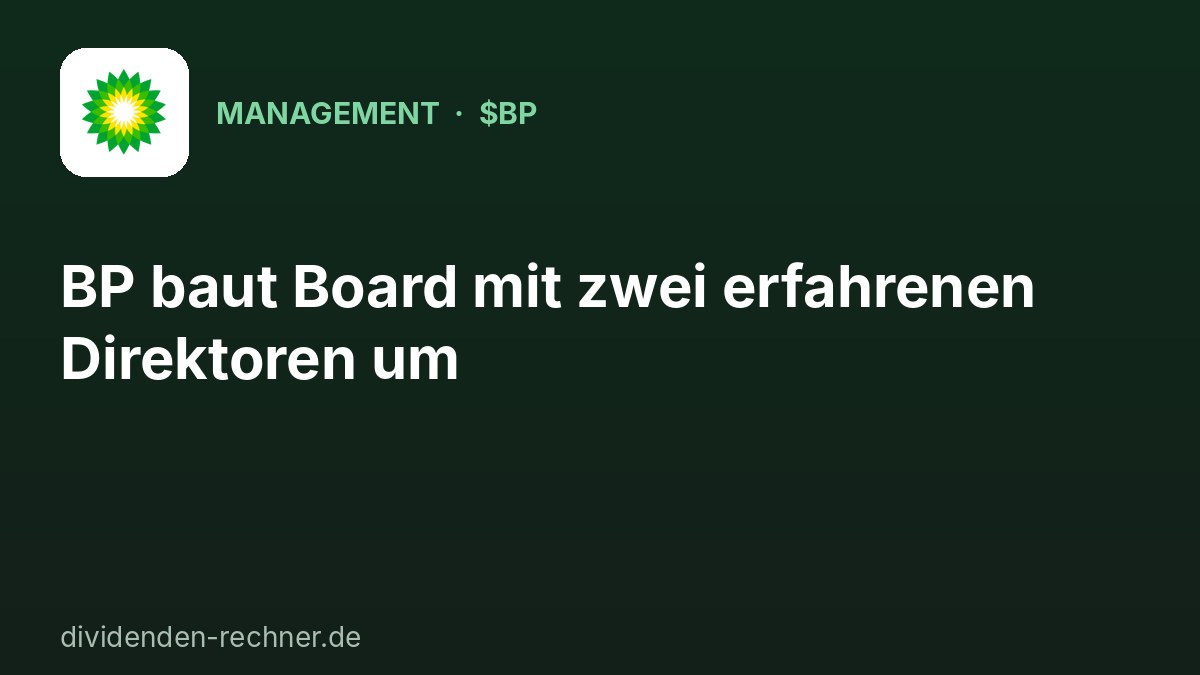 MANAGEMENT · $BP
BP baut Board mit zwei erfahrenen
Direktoren um
dividenden-rechner.de